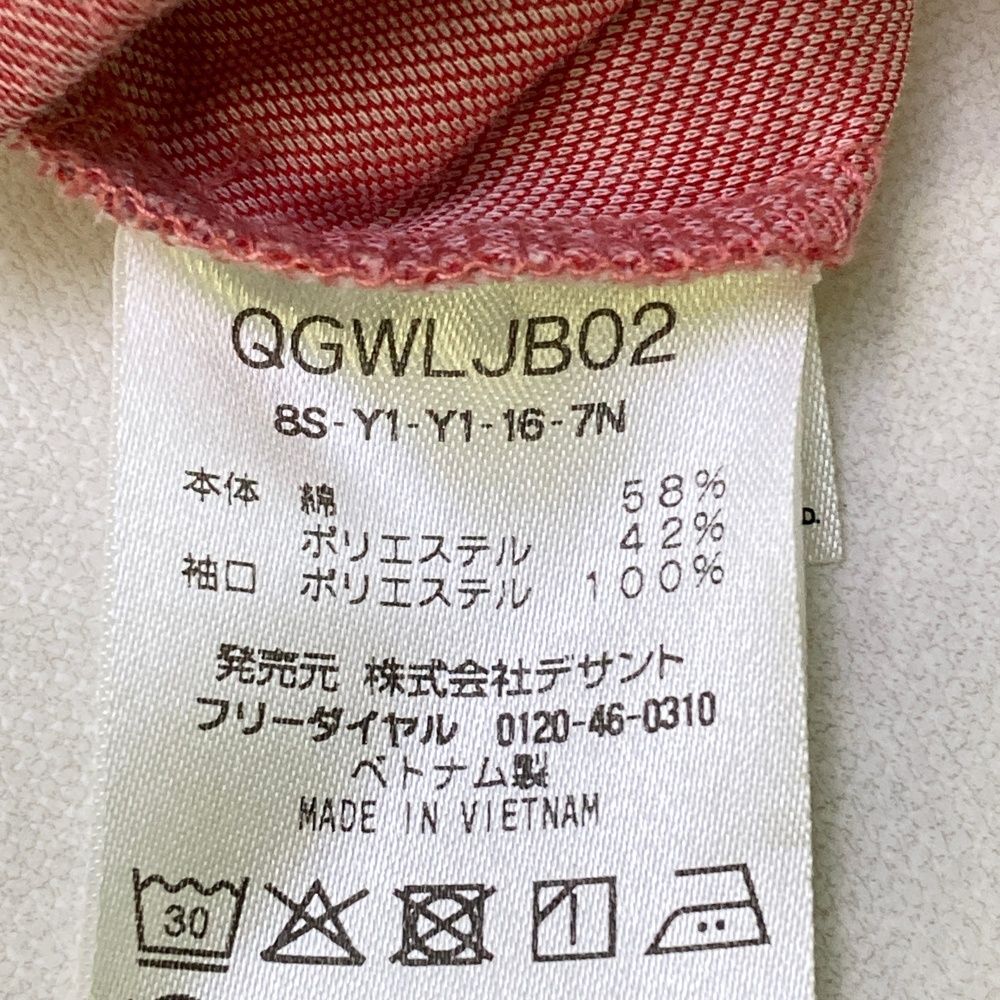 QGWLJB02
8S-Y1-Y1-16-7N
本体 綿 58%
ポリエステル 42%
袖口 ポリエステル 100%
発売元 株式会社デサント
フリーダイヤル 0120-46-0310
ベトナム製
MADE IN VIETNAM
30
D.